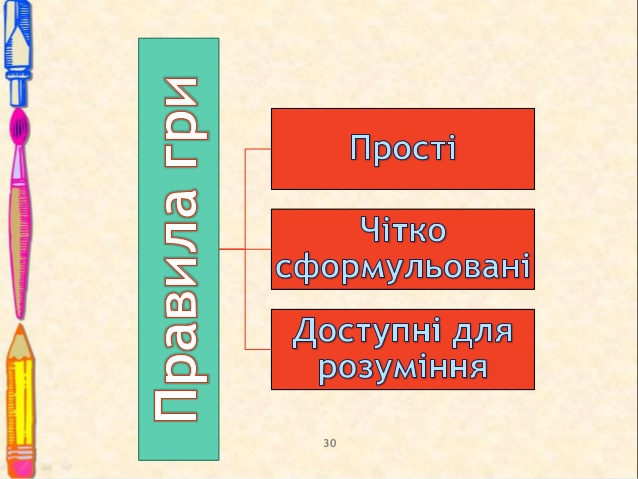 Правила гри
Прості
Чітко
сформульовані
Доступні для
розуміння
30